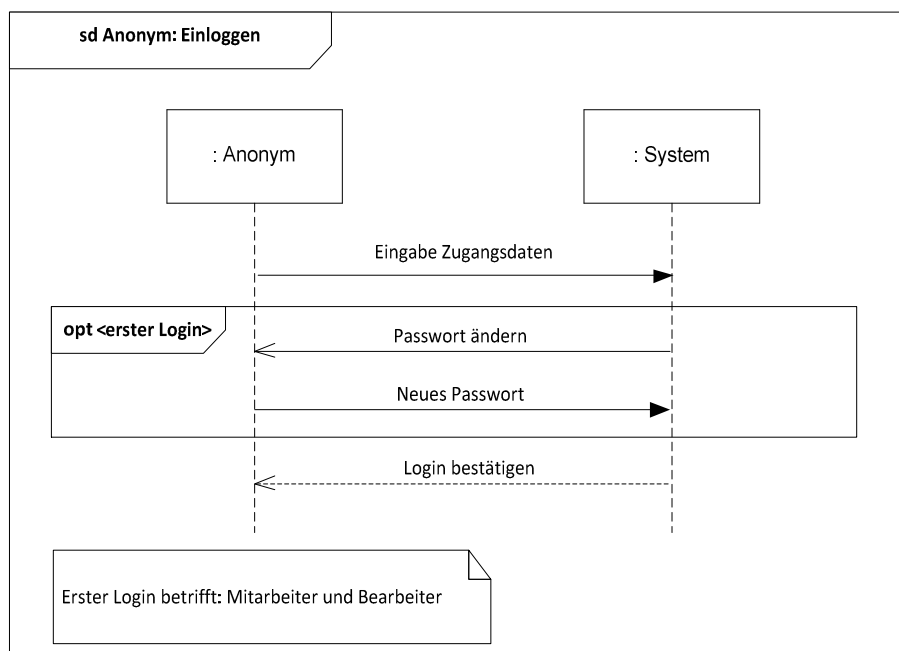 sd Anonym: Einloggen
: Anonym
: System
Eingabe Zugangsdaten
opt <erster Login>
Passwort ändern
Neues Passwort
Login bestätigen
Erster Login betrifft: Mitarbeiter und Bearbeiter